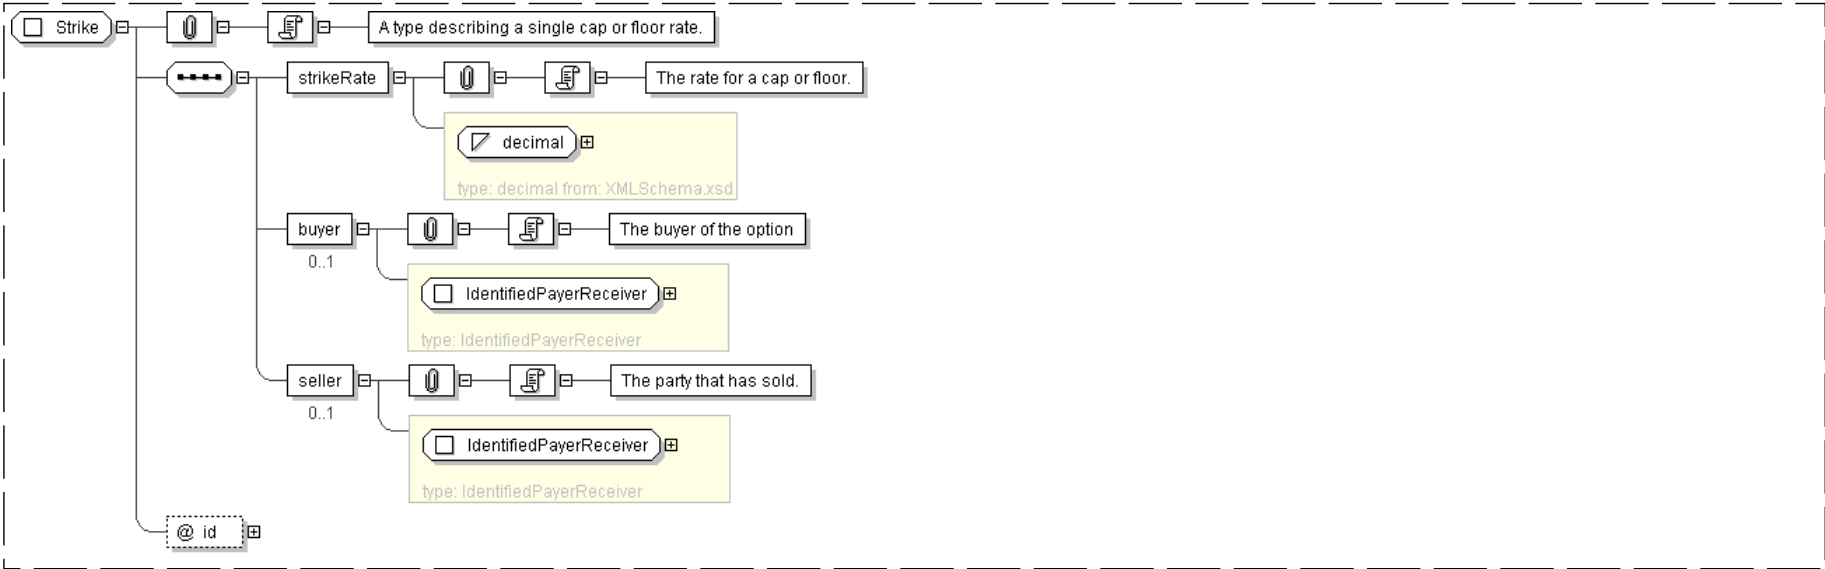 Strike
A type describing a single cap or floor rate.
strikeRate
The rate for a cap or floor.
decimal
type: decimal from: XMLSchema.xsd
buyer
The buyer of the option
0..1
IdentifiedPayerReceiver
type: IdentifiedPayerReceiver
seller
The party that has sold.
0..1
IdentifiedPayerReceiver
type: IdentifiedPayerReceiver
@ id